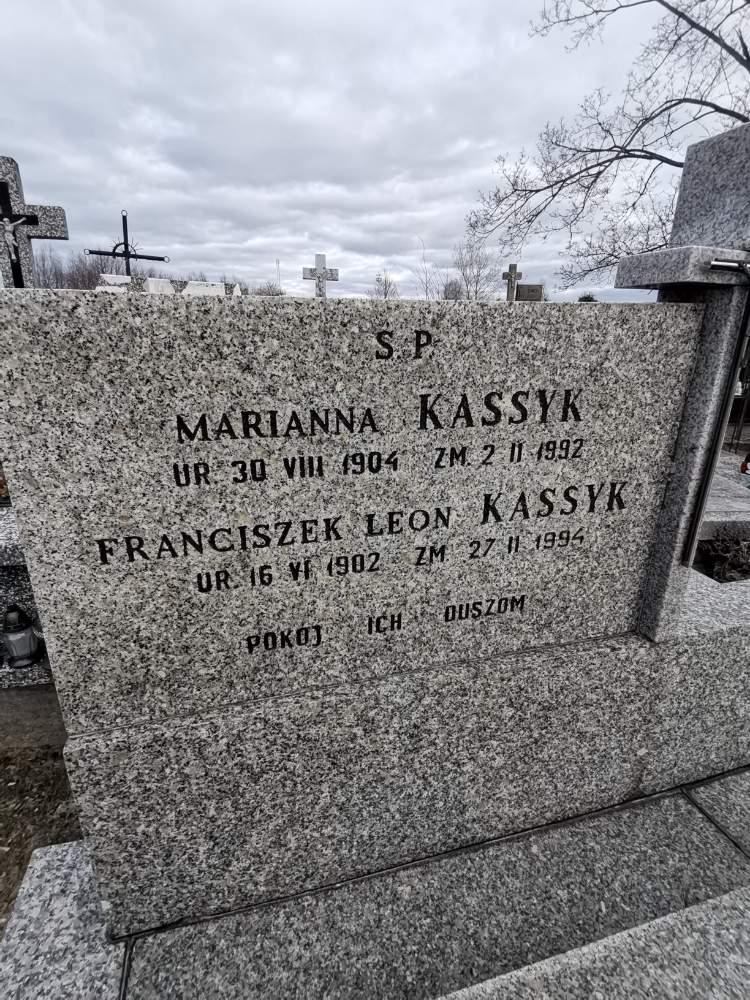 S. P.
MARIANNA KASSYK
UR. 30 VIII 1904 ZM. 2 II 1992
FRANCISZEK LEON KASSYK
UR. 16 VI 1902 ZM. 27 II 1994
POKOJ ICH DUSZOM